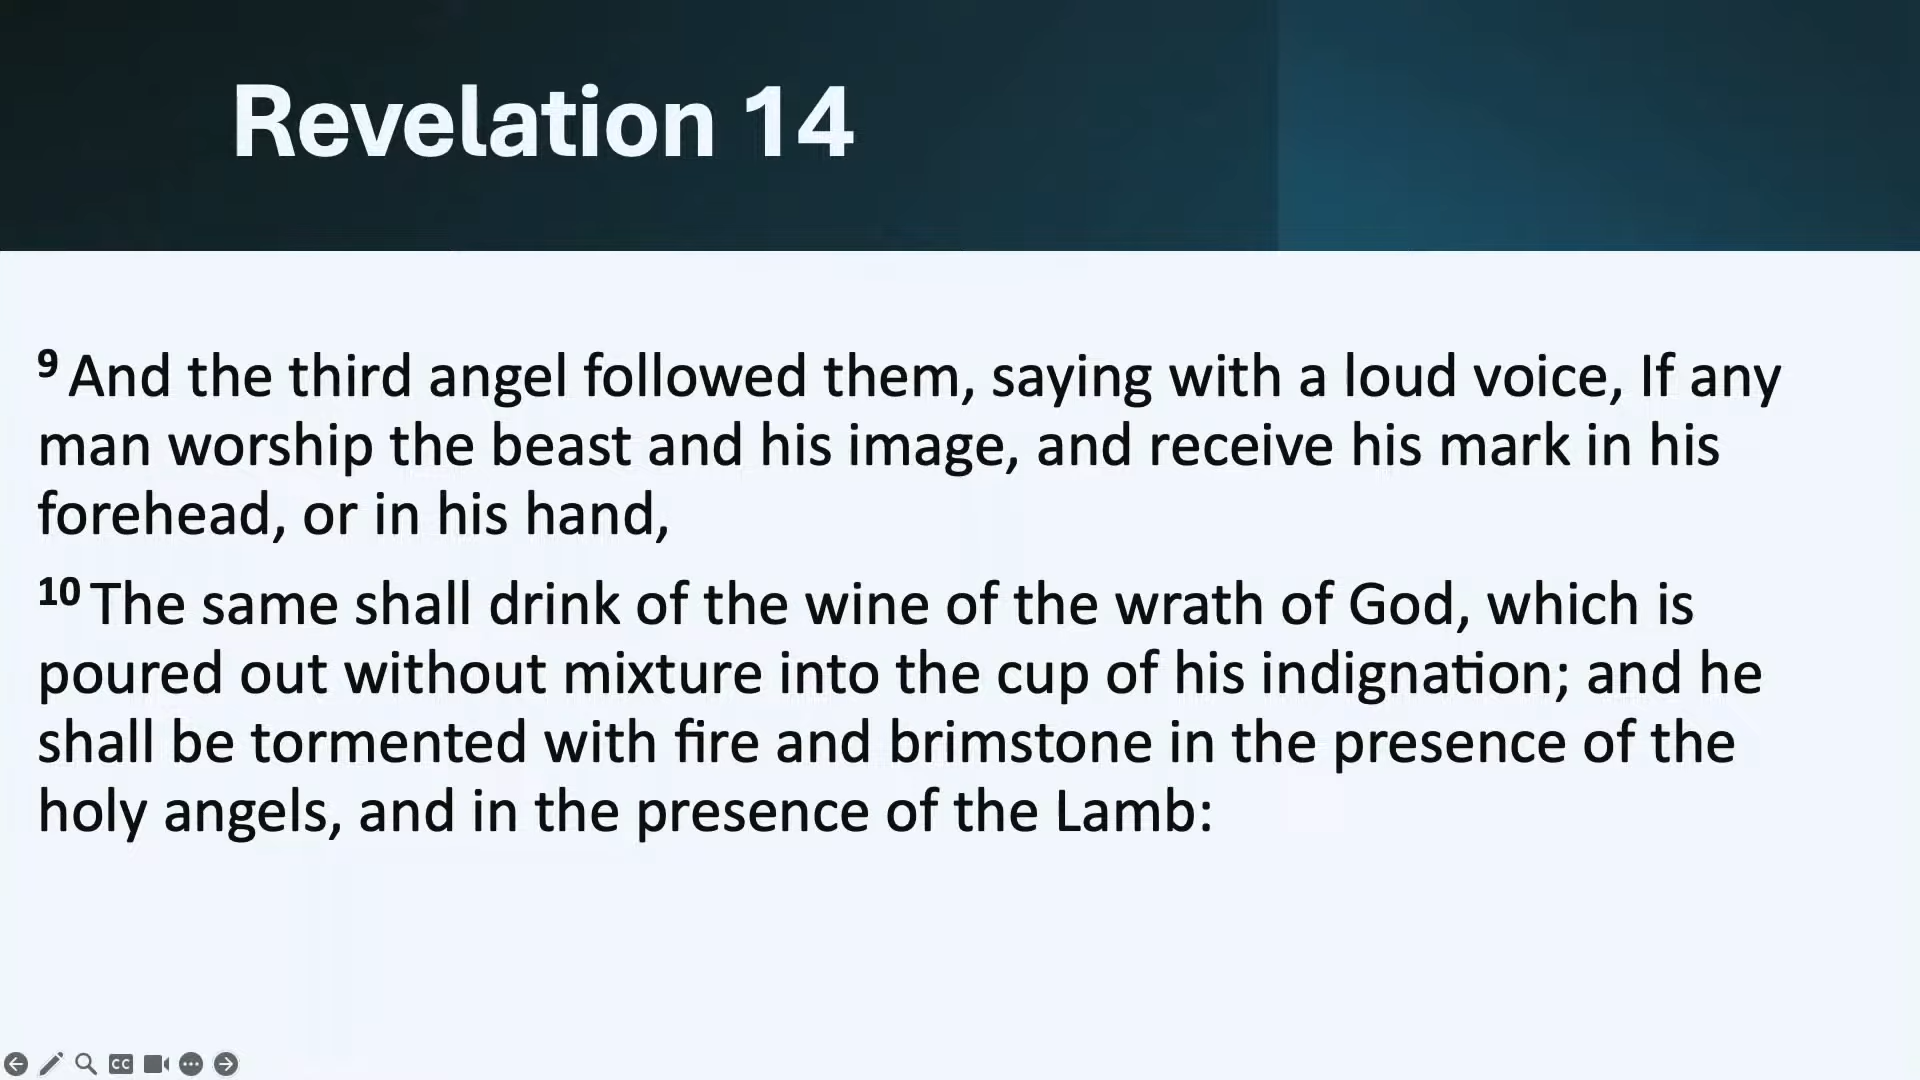 Revelation 14
9 And the third angel followed them, saying with a loud voice, If any
man worship the beast and his image, and receive his mark in his
forehead, or in his hand,
10 The same shall drink of the wine of the wrath of God, which is
poured out without mixture into the cup of his indignation; and he
shall be tormented with fire and brimstone in the presence of the
holy angels, and in the presence of the Lamb:
CC